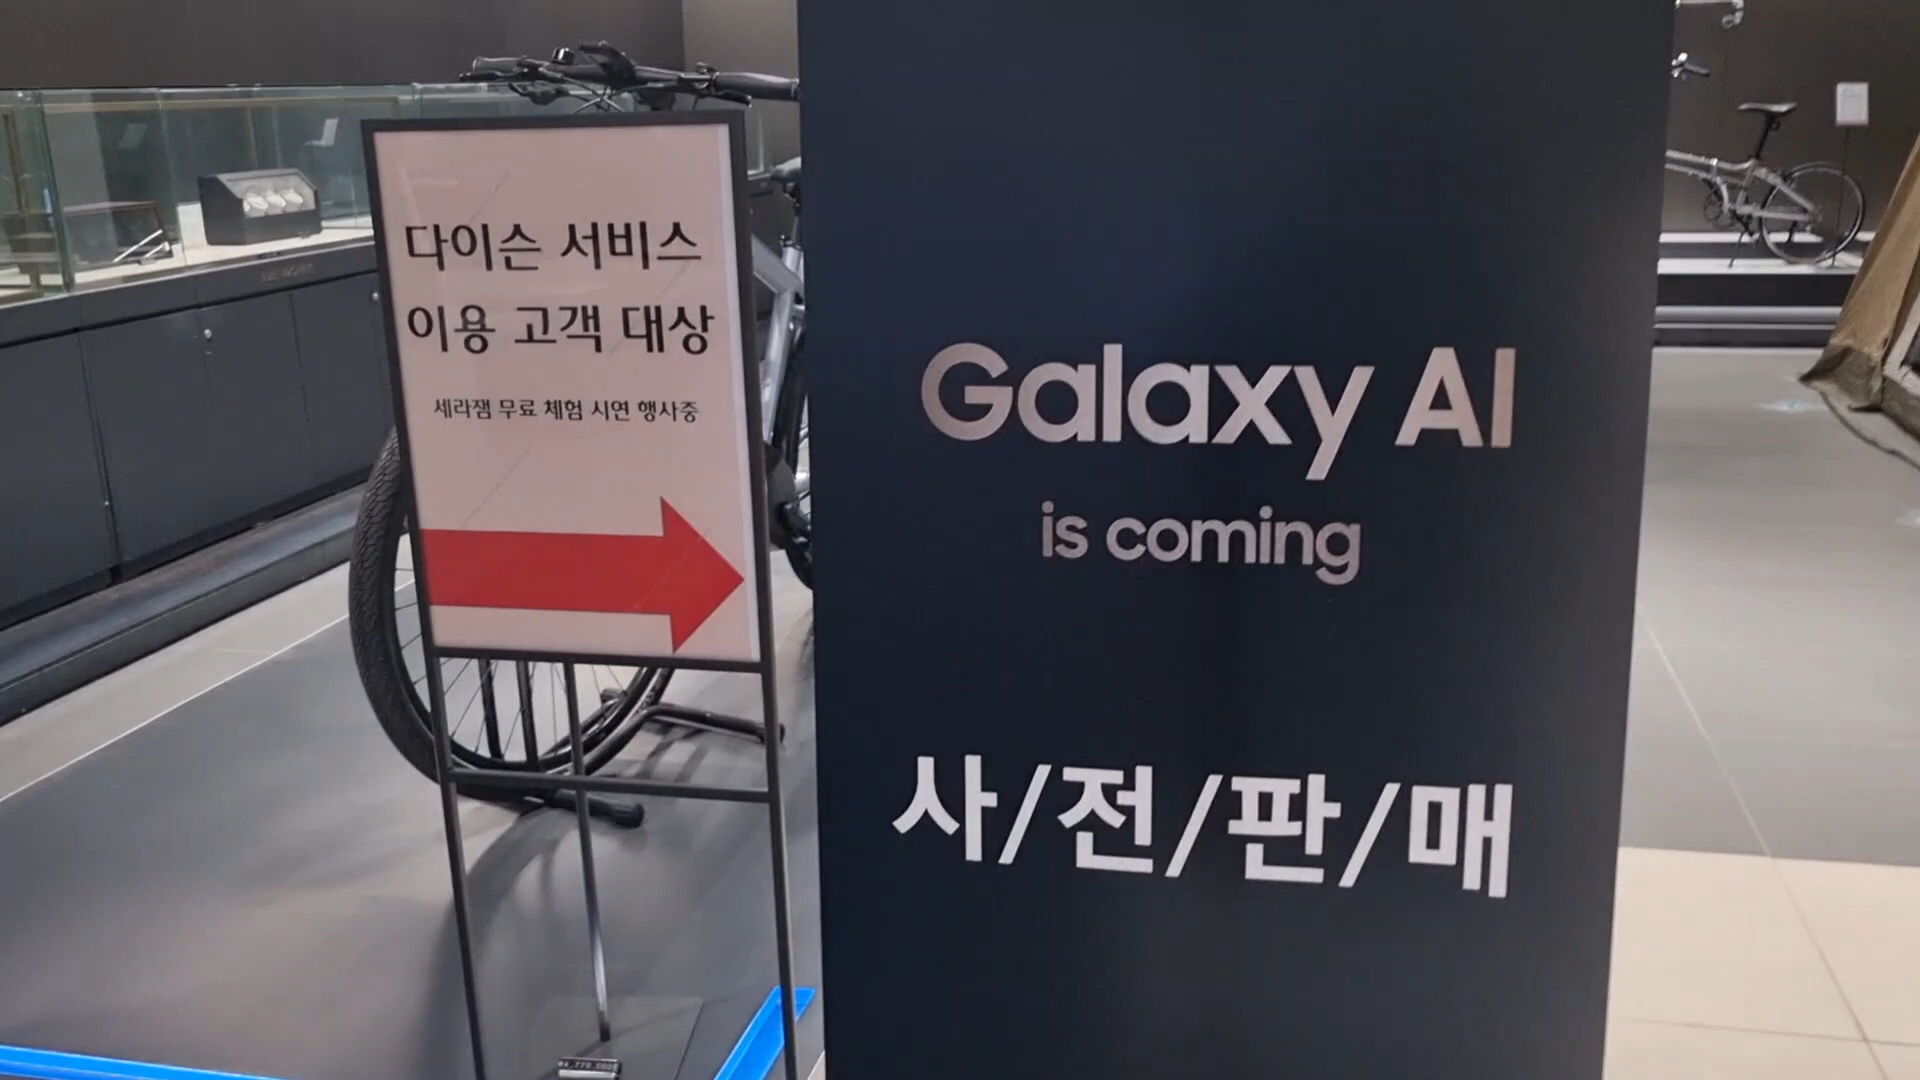 다이슨 서비스
이용 고객 대상
세라잼 무료 체험 시연 행사중
Galaxy AI
is coming
사/전/판/매